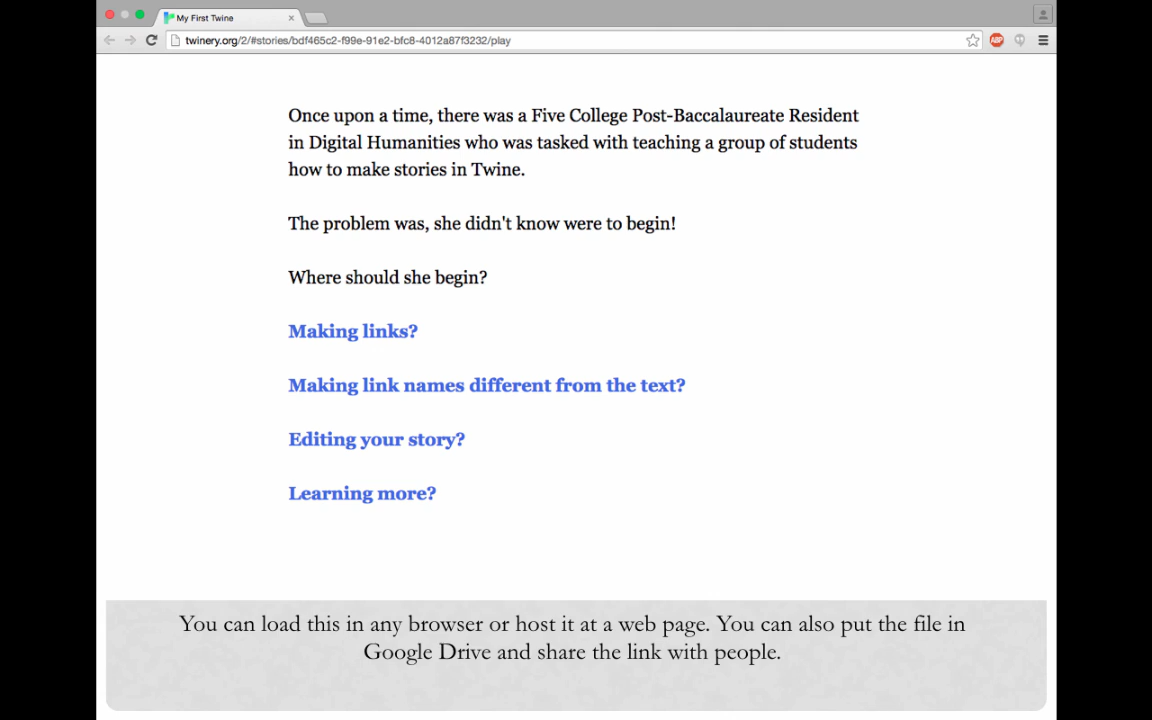 My First Twine
twinery.org/2/#stories/bdf465c2-f99e-91e2-bfc8-4012a87f3232/play
ABP
Once upon a time, there was a Five College Post-Baccalaureate Resident
in Digital Humanities who was tasked with teaching a group of students
how to make stories in Twine.
The problem was, she didn't know were to begin!
Where should she begin?
Making links?
Making link names different from the text?
Editing your story?
Learning more?
You can load this in any browser or host it at a web page. You can also put the file in
Google Drive and share the link with people.